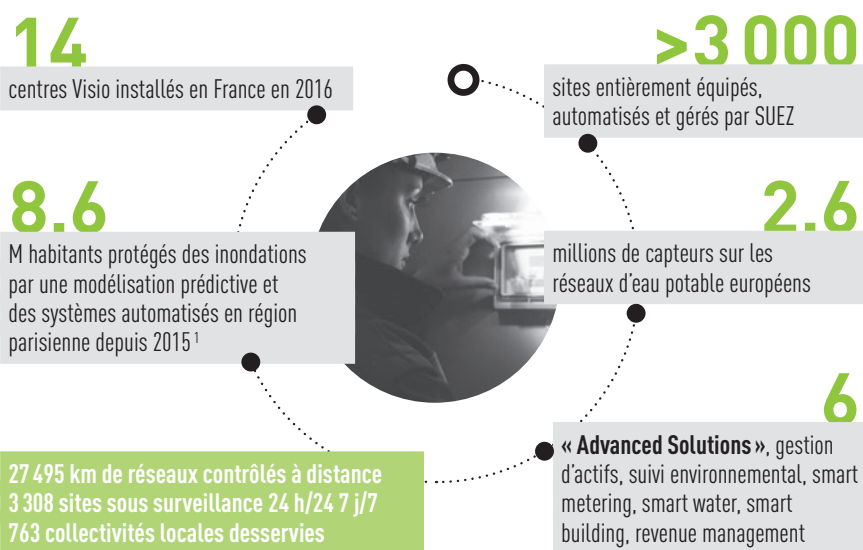 14
centres Visio installés en France en 2016
>3 000
sites entièrement équipés,
automatisés et gérés par SUEZ
8.6
M habitants protégés des inondations
par une modélisation prédictive et
des systèmes automatisés en région
parisienne depuis 2015 1
2.6
millions de capteurs sur les
réseaux d'eau potable européens
6
« Advanced Solutions », gestion
d'actifs, suivi environnemental, smart
metering, smart water, smart
building, revenue management
27 495 km de réseaux contrôlés à distance
3 308 sites sous surveillance 24 h/24 7 j/7
763 collectivités locales desservies